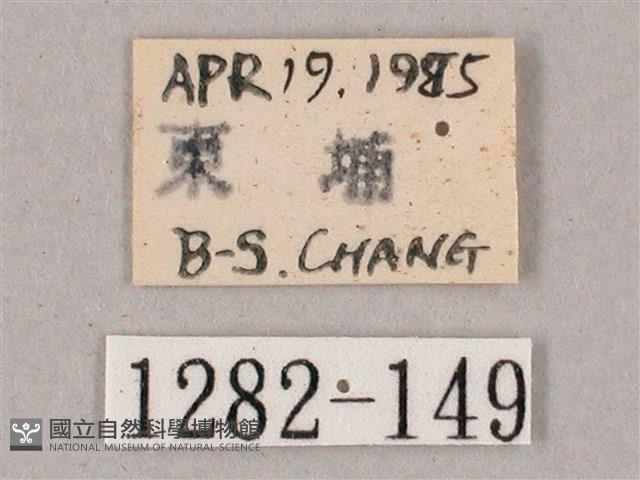 APR 19. 1985
東 埔
B-S. CHANG
1282-149
國立自然科學博物館
NATIONAL MUSEUM OF NATURAL SCIENCE